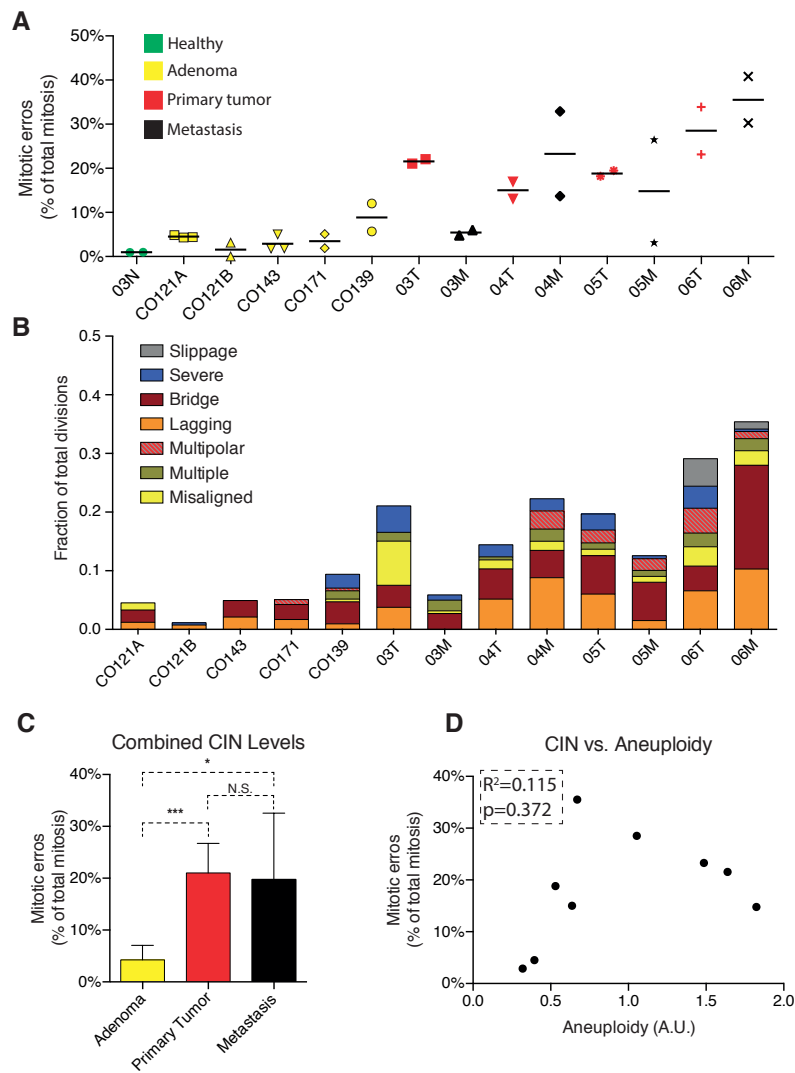 A
Mitotic erros
(% of total mitosis)
50%
40%
30%
20%
10%
0%
Healthy
Adenoma
Primary tumor
Metastasis
03N
CO121A
CO121B
CO143
CO171
CO139
03T
03M
04T
04M
05T
05M
06T
06M
B
Fraction of total divisions
0.5
0.4
0.3
0.2
0.1
0.0
Slippage
Severe
Bridge
Lagging
Multipolar
Multiple
Misaligned
CO121A
CO121B
CO143
CO171
CO139
03T
03M
04T
04M
05T
05M
06T
06M
C
Combined CIN Levels
Mitotic erros
(% of total mitosis)
40%
30%
20%
10%
0%
*
N.S.
***
Adenoma
Primary Tumor
Metastasis
D
CIN vs. Aneuploidy
Mitotic erros
(% of total mitosis)
40%
30%
20%
10%
0%
R²=0.115
p=0.372
0.0
0.5
1.0
1.5
2.0
Aneuploidy (A.U.)